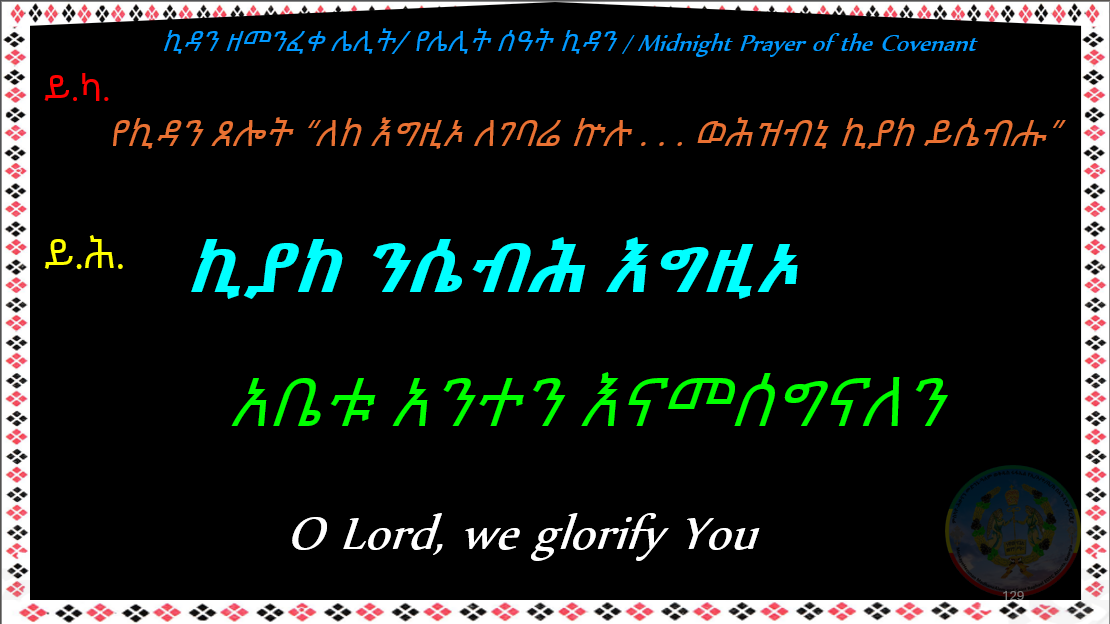 ኪዳን ዘመንፈቀ ሌሊት/ የሌሊት ሰዓት ኪዳን / Midnight Prayer of the Covenant
ይ.ካ.
የኪዳን ጸሎት “ለከ እግዚኦ ለገባሬ ኵሉ . . . ወሕዝብኒ ኪያከ ይሴብሑ”
ይ.ሕ. ኪያከ ንሴብሕ እግዚኦ
አቤቱ አንተን እናመሰግናለን
O Lord, we glorify You
129